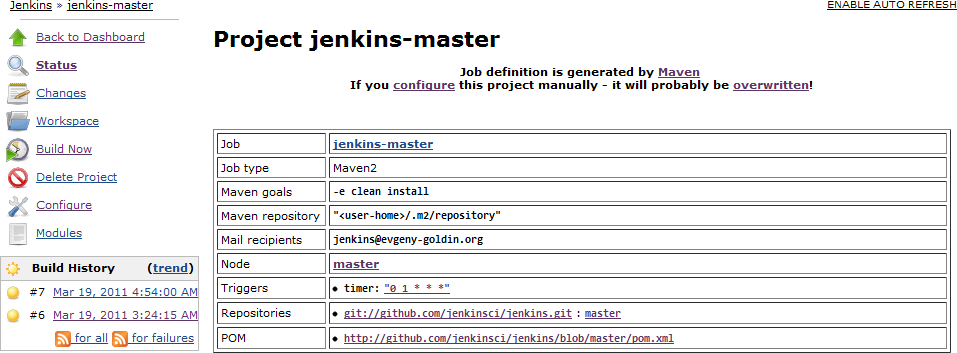 Jenkins » jenkins-master
ENABLE AUTO REFRESH
Back to Dashboard
Status
Changes
Workspace
Build Now
Delete Project
Configure
Modules
Build History (trend)
#7 Mar 19, 2011 4:54:00 AM
#6 Mar 19, 2011 3:24:15 AM
for all for failures
Project jenkins-master
Job definition is generated by Maven
If you configure this project manually - it will probably be overwritten!
Job jenkins-master
Job type Maven2
Maven goals -e clean install
Maven repository "<user-home>/.m2/repository"
Mail recipients jenkins@evgeny-goldin.org
Node master
Triggers • timer: "0 1 * * *"
Repositories • git://github.com/jenkinsci/jenkins.git : master
POM • http://github.com/jenkinsci/jenkins/blob/master/pom.xml